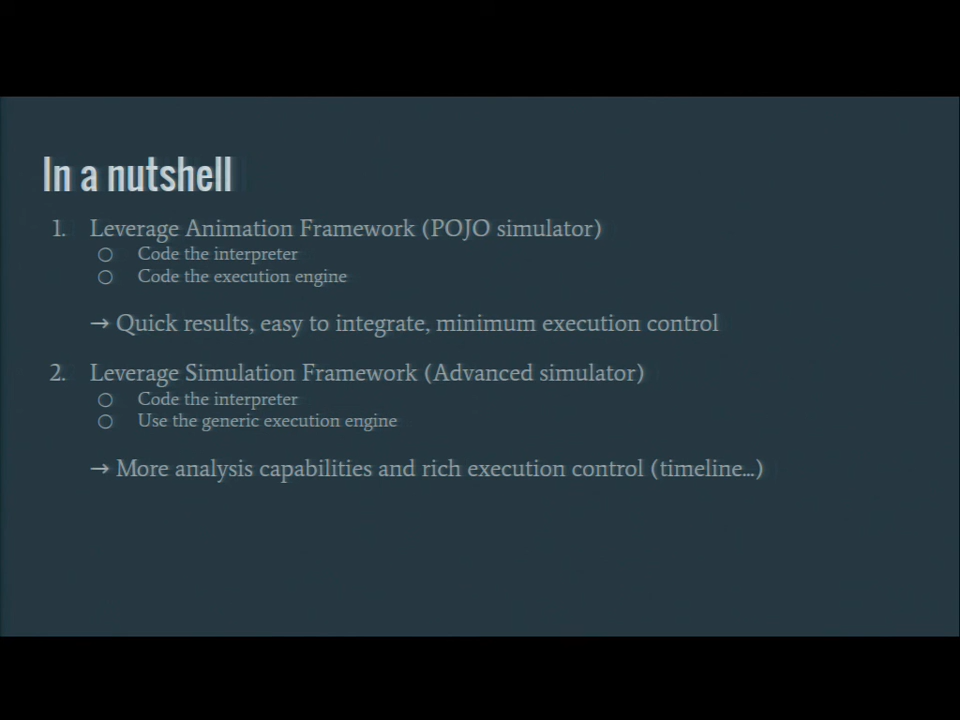 In a nutshell
1. Leverage Animation Framework (POJO simulator)
○ Code the interpreter
○ Code the execution engine
→ Quick results, easy to integrate, minimum execution control
2. Leverage Simulation Framework (Advanced simulator)
○ Code the interpreter
○ Use the generic execution engine
→ More analysis capabilities and rich execution control (timeline...)